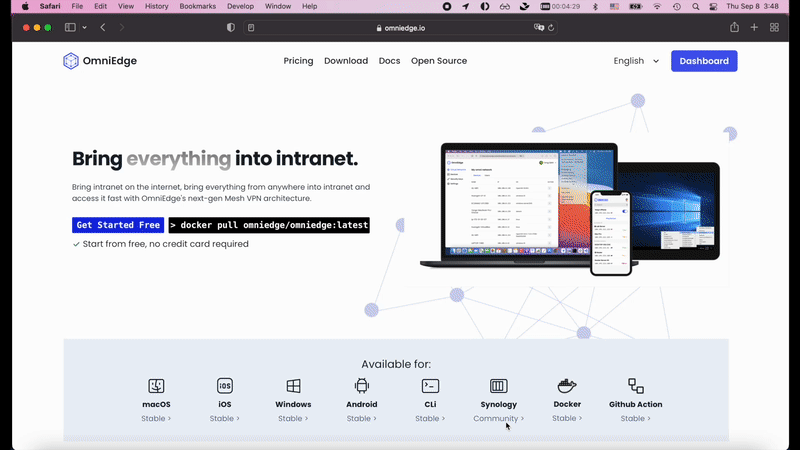 Safari File Edit View History Bookmarks Develop Window Help 00:04:29 Thu Sep 8 3:48
omniedge.io
OmniEdge Pricing Download Docs Open Source English Dashboard
Bring everything into intranet.
Bring intranet on the internet, bring everything from anywhere into intranet and
access it fast with OmniEdge's next-gen Mesh VPN architecture.
Get Started Free > docker pull omniedge/omniedge:latest
✓ Start from free, no credit card required
Available for:
iOS
macOS iOS Windows Android CLi Synology Docker Github Action
Stable > Stable > Stable > Stable > Stable > Community > Stable > Stable >